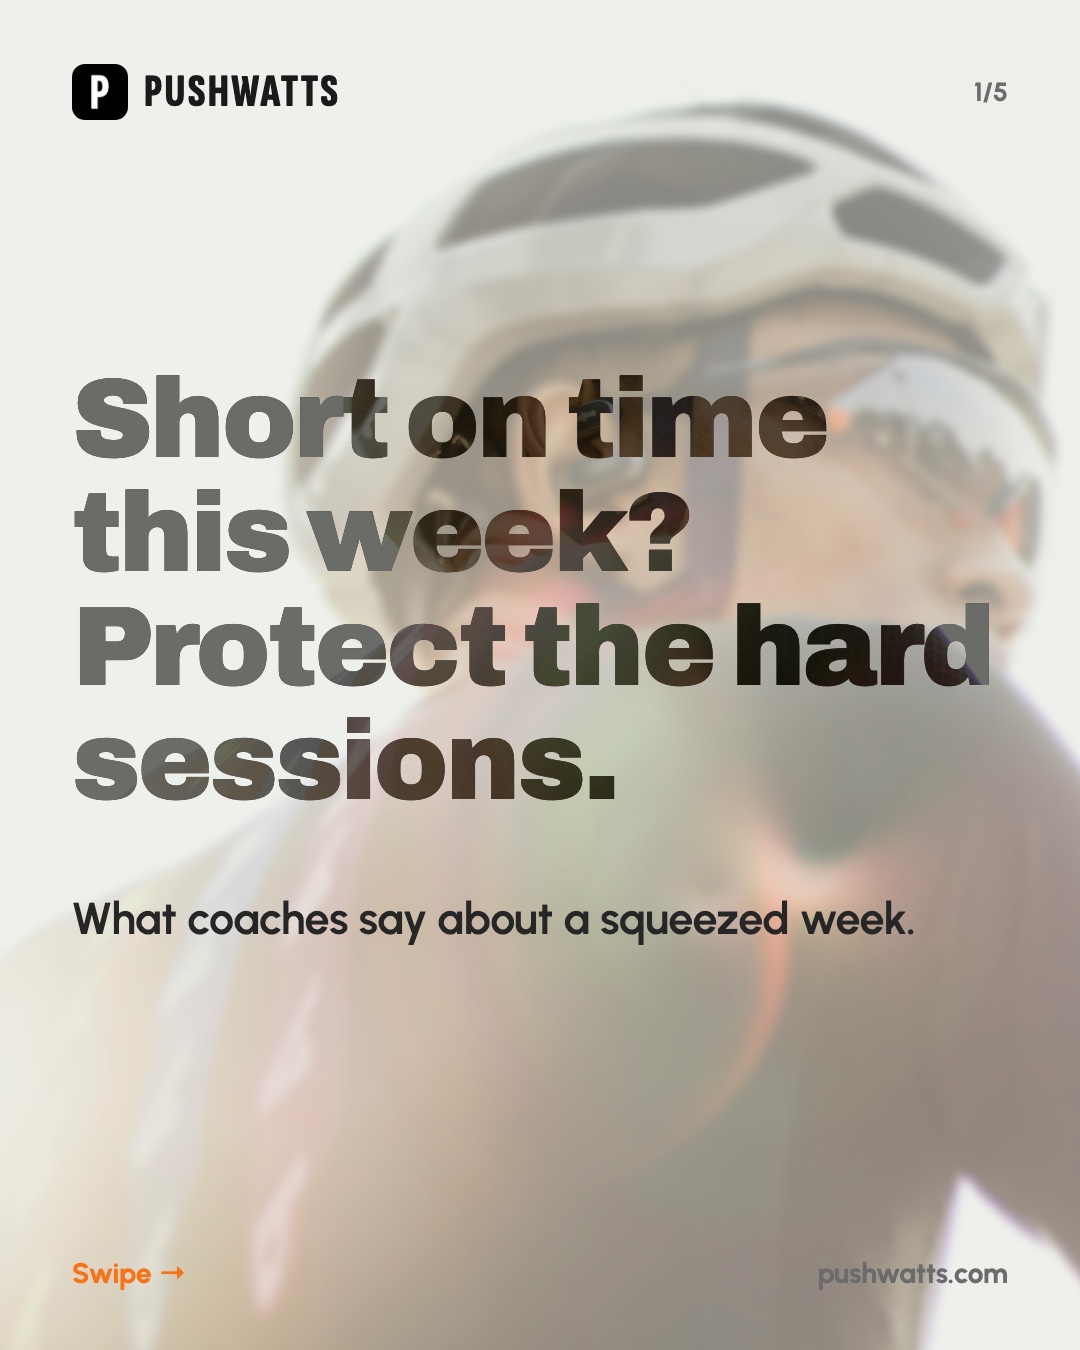 P PUSHWATTS
1/5
Short on time
this week?
Protect the hard
sessions.
What coaches say about a squeezed week.
Swipe →
pushwatts.com